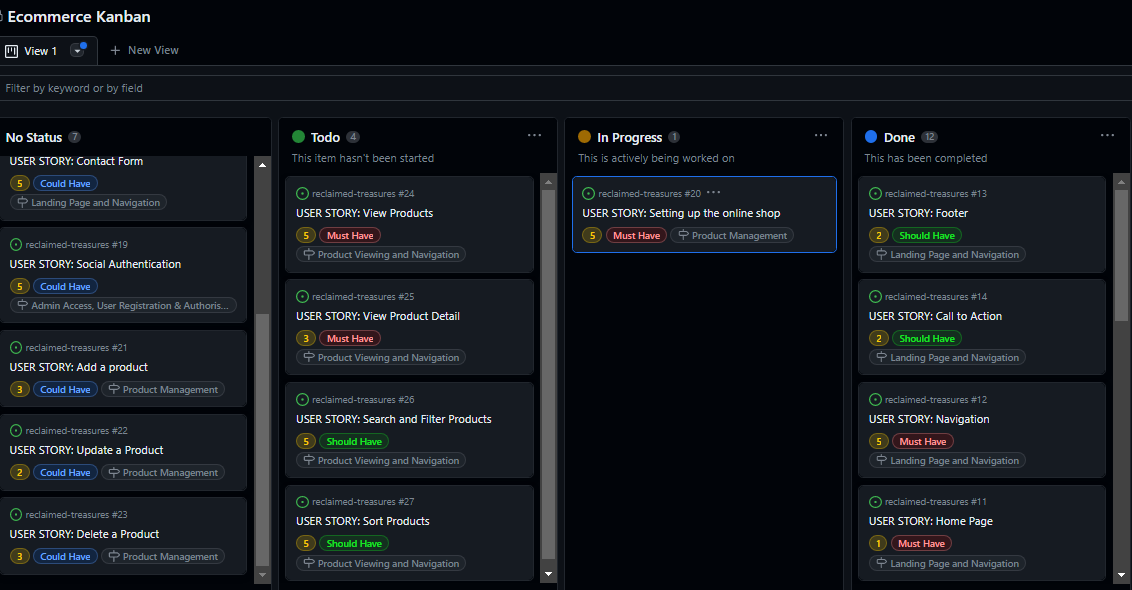 Ecommerce Kanban
View 1
New View
Filter by keyword or by field
No Status 7
USER STORY: Contact Form
5 Could Have
Landing Page and Navigation
reclaimed-treasures #19
USER STORY: Social Authentication
5 Could Have
Admin Access, User Registration & Authoris...
reclaimed-treasures #21
USER STORY: Add a product
3 Could Have Product Management
reclaimed-treasures #22
USER STORY: Update a Product
2 Could Have Product Management
reclaimed-treasures #23
USER STORY: Delete a Product
3 Could Have Product Management
Todo 4
This item hasn't been started
reclaimed-treasures #24
USER STORY: View Products
5 Must Have
Product Viewing and Navigation
reclaimed-treasures #25
USER STORY: View Product Detail
3 Must Have
Product Viewing and Navigation
reclaimed-treasures #26
USER STORY: Search and Filter Products
5 Should Have
Product Viewing and Navigation
reclaimed-treasures #27
USER STORY: Sort Products
5 Should Have
Product Viewing and Navigation
In Progress 1
This is actively being worked on
reclaimed-treasures #20
USER STORY: Setting up the online shop
5 Must Have Product Management
Done 12
This has been completed
reclaimed-treasures #13
USER STORY: Footer
2 Should Have
Landing Page and Navigation
reclaimed-treasures #14
USER STORY: Call to Action
2 Should Have
Landing Page and Navigation
reclaimed-treasures #12
USER STORY: Navigation
5 Must Have
Landing Page and Navigation
reclaimed-treasures #11
USER STORY: Home Page
1 Must Have
Landing Page and Navigation